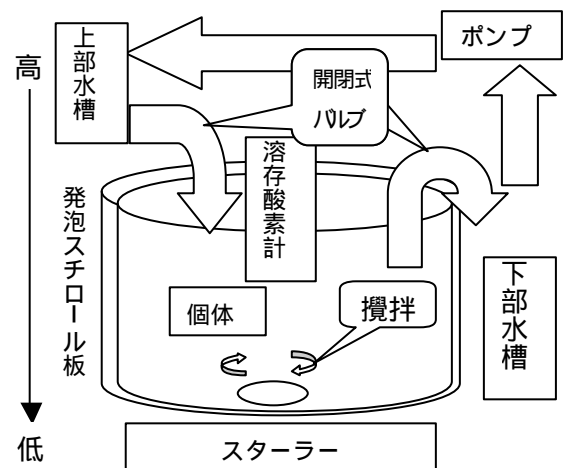 ポンプ
上部水槽
高
開閉式
バルブ
溶存酸素計
発泡スチロール板
下部水槽
個体
攪拌
低
スターラー